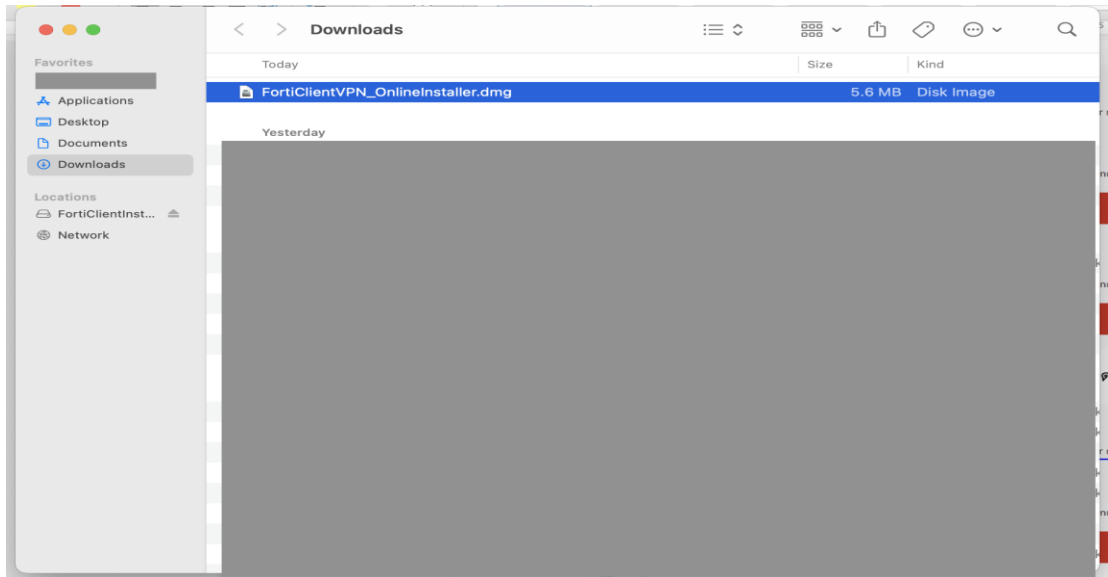 Downloads
Favorites
Today Size Kind
Applications
FortiClientVPN_OnlineInstaller.dmg 5.6 MB Disk Image
Desktop
Yesterday
Documents
Downloads
Locations
FortiClientInst...
Network